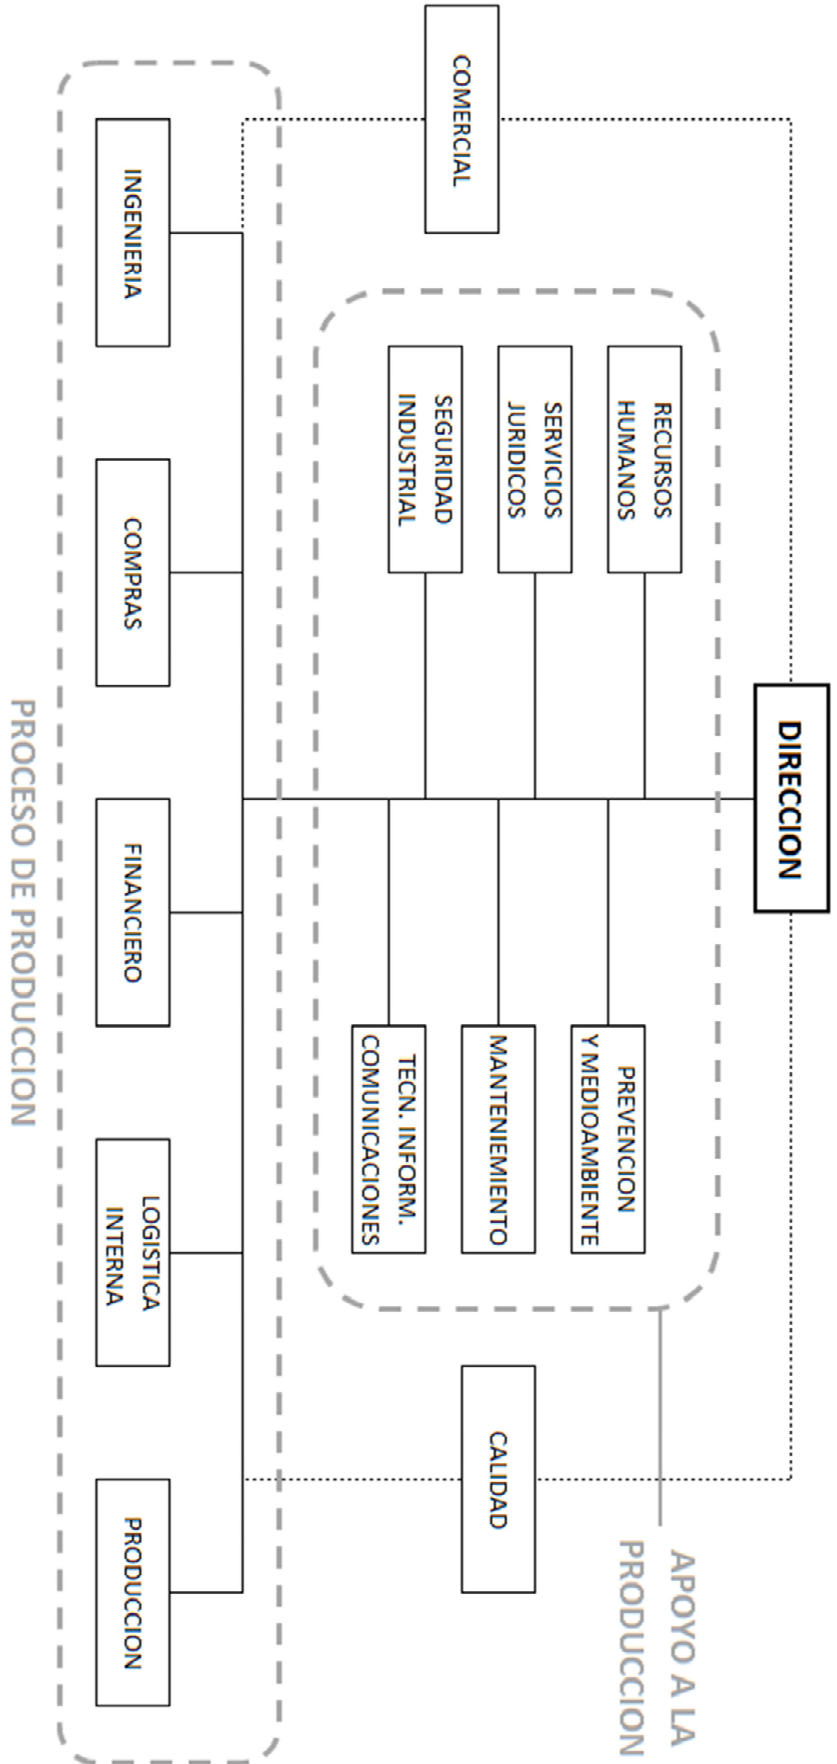 DIRECCION
COMERCIAL
RECURSOS
HUMANOS
SERVICIOS
JURIDICOS
SEGURIDAD
INDUSTRIAL
PREVENCION
Y MEDIOAMBIENTE
MANTENIEMIENTO
TECN. INFORM.
COMUNICACIONES
CALIDAD
APOYO A LA
PRODUCCION
INGENIERIA
COMPRAS
FINANCIERO
LOGISTICA
INTERNA
PRODUCCION
PROCESO DE PRODUCCION